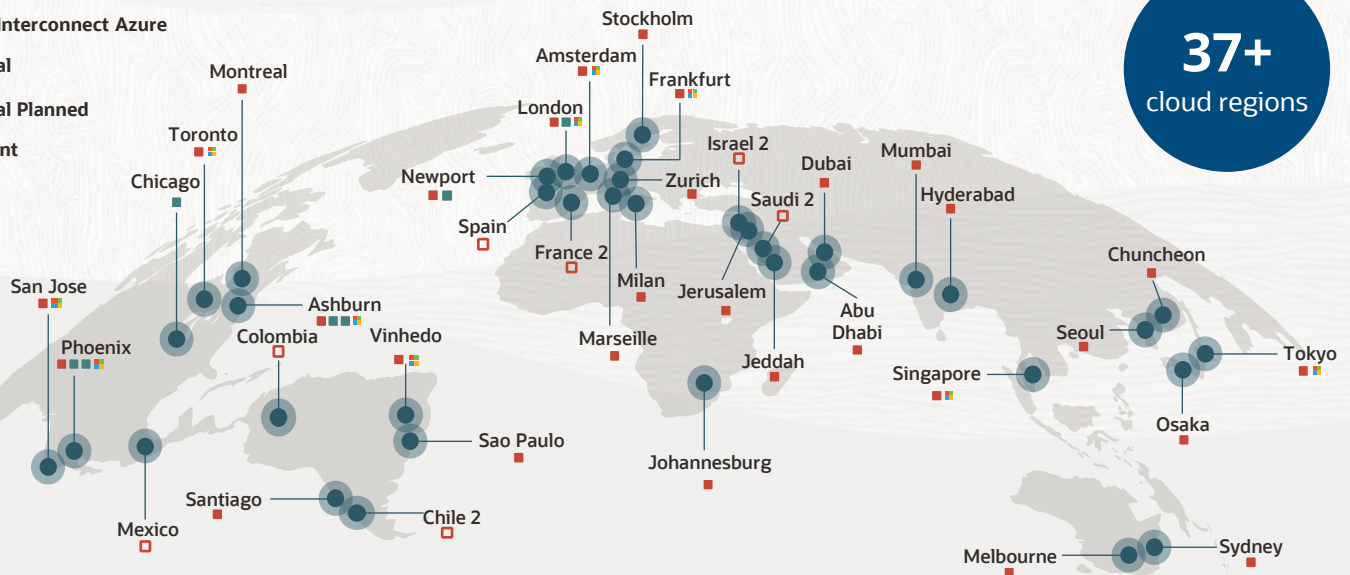 Interconnect Azure
al
al Planned
nt
37+
cloud regions
Stockholm
Amsterdam
Frankfurt
Montreal
London
Toronto
Israel 2
Dubai
Mumbai
Chicago
Newport
Zurich
Hyderabad
Saudi 2
Spain
France 2
Chuncheon
Milan
San Jose
Jerusalem
Ashburn
Abu
Dhabi
Colombia
Vinhedo
Marseille
Seoul
Phoenix
Jeddah
Tokyo
Singapore
Osaka
Sao Paulo
Johannesburg
Santiago
Chile 2
Mexico
Melbourne
Sydney